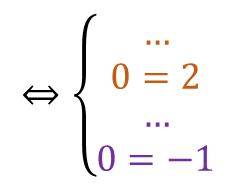 ⇔ {
...
0 = 2
...
0 = −1